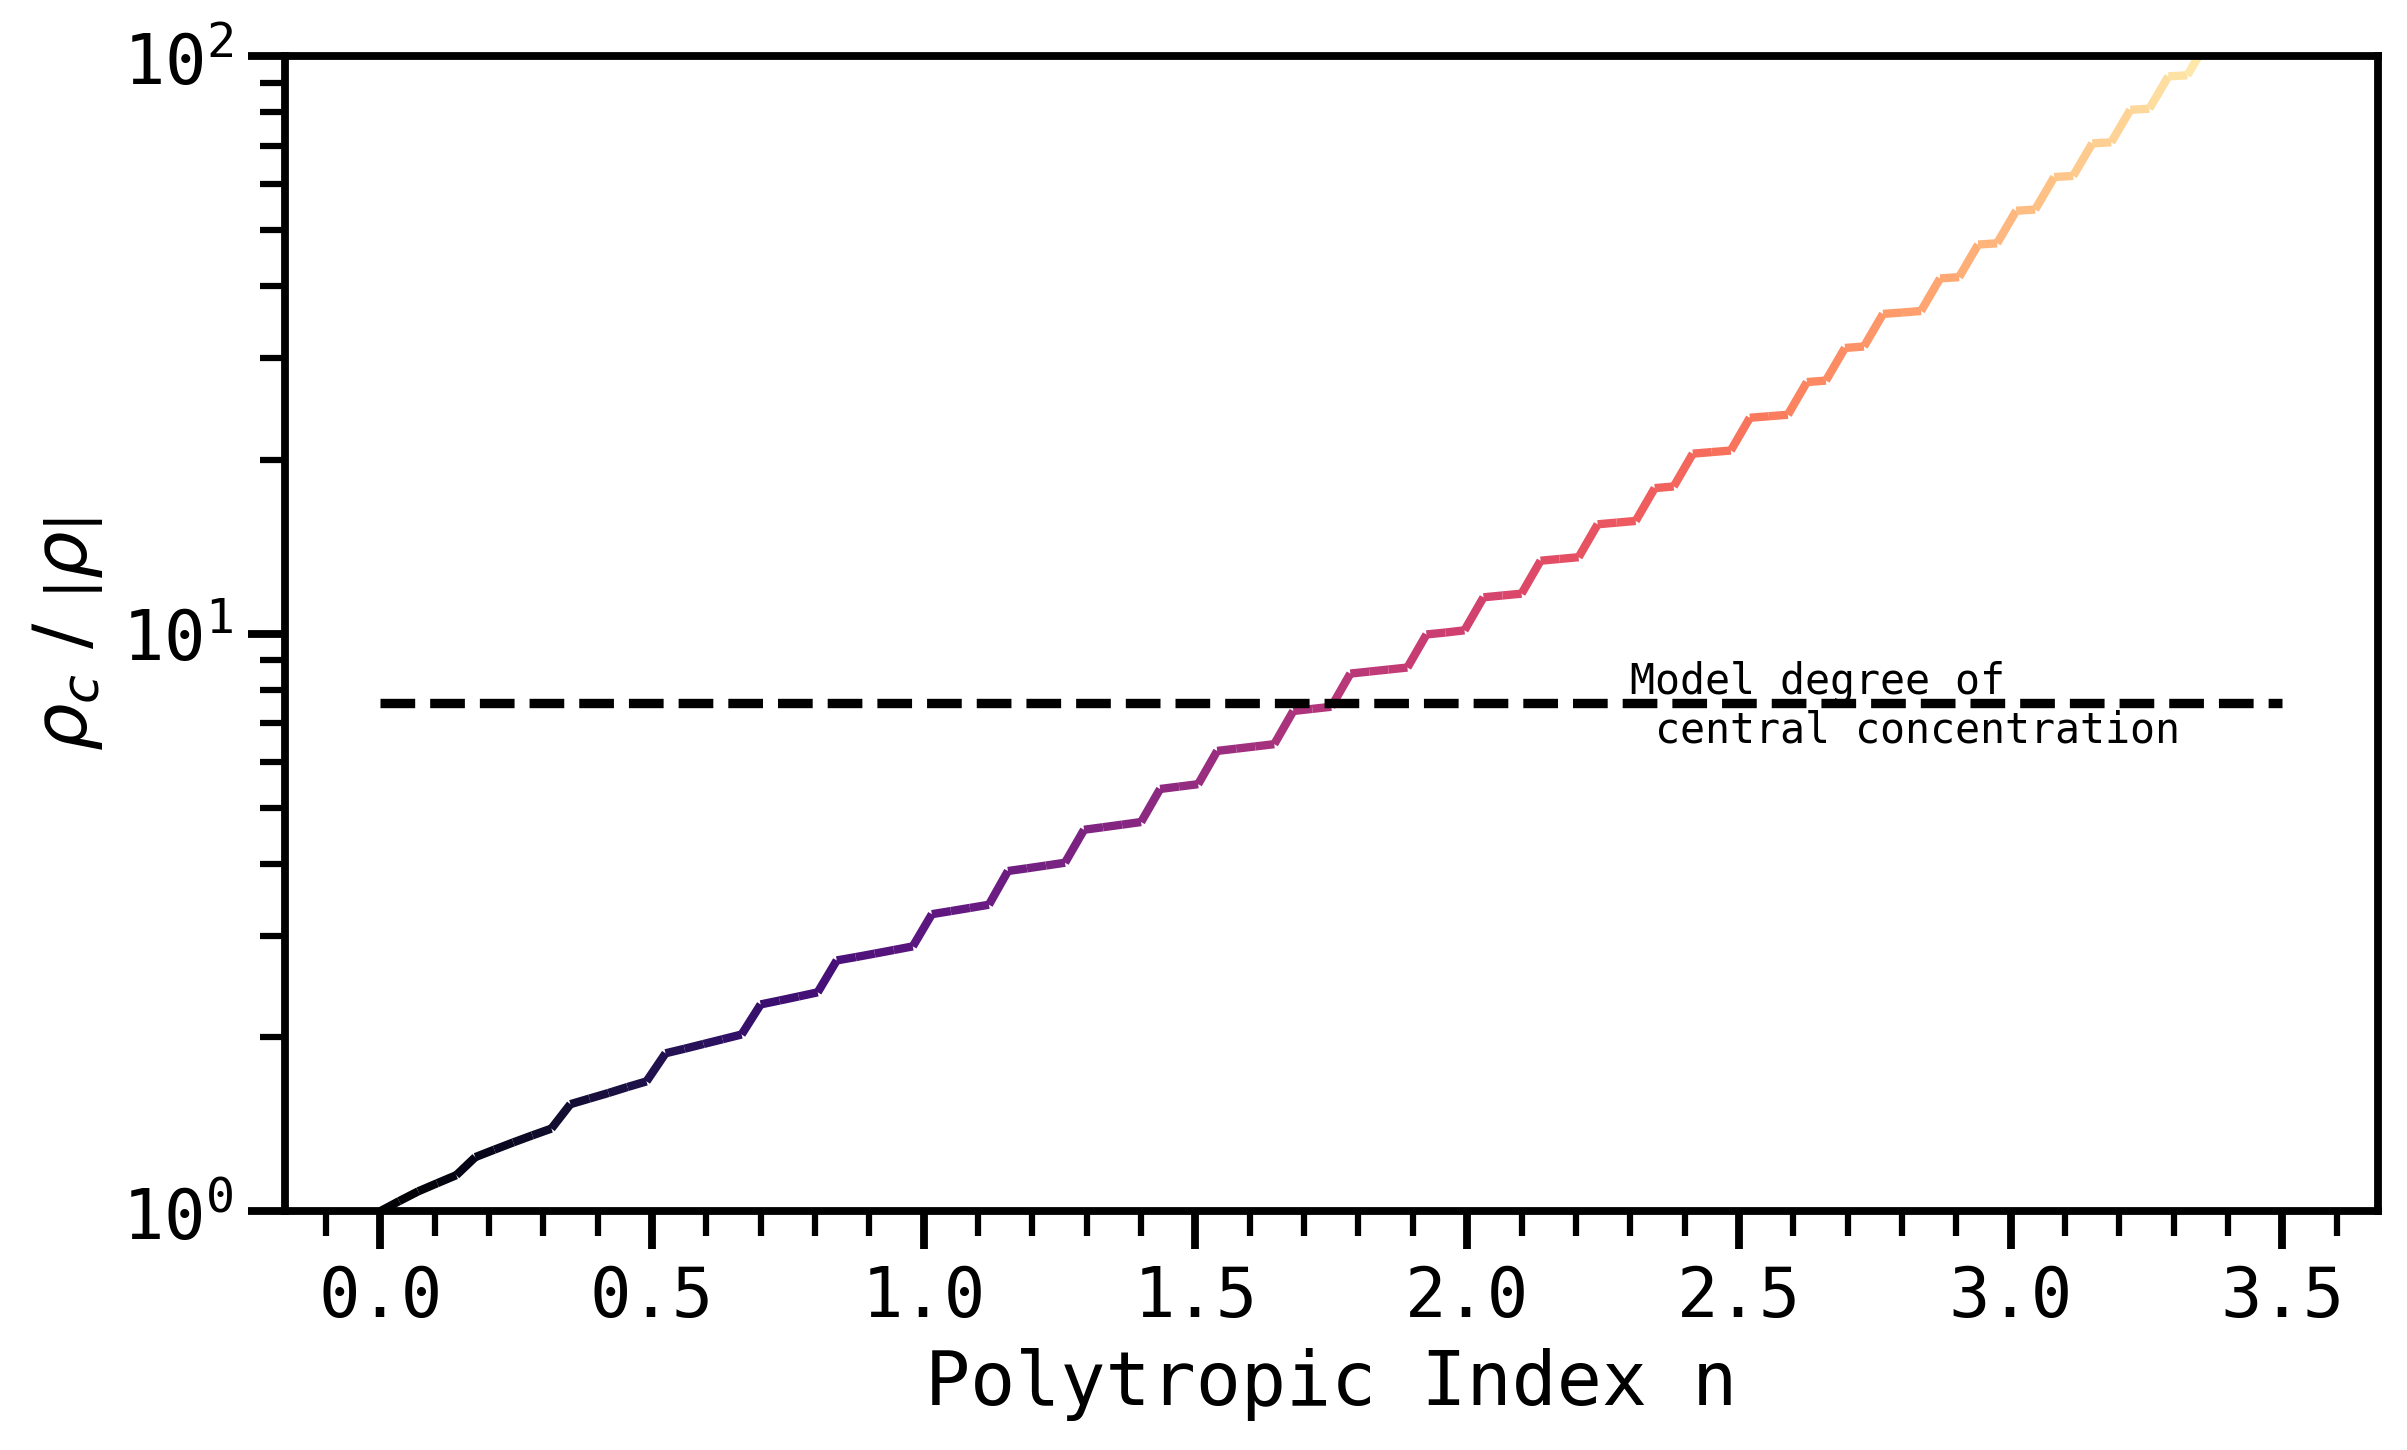 10²
10¹
10⁰
ρc / |ρ|
Model degree of
central concentration
0.0 0.5 1.0 1.5 2.0 2.5 3.0 3.5
Polytropic Index n